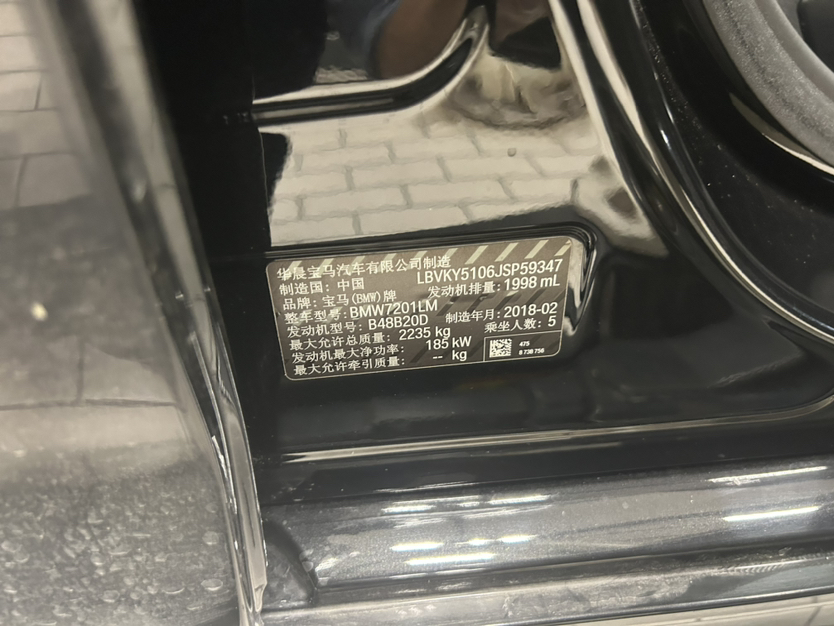 华晨宝马汽车有限公司制造
LBVKY5106JSP59347
制造国: 中国
发动机排量: 1998 mL
品牌: 宝马(BMW)牌
整车型号: BMW7201LM
制造年月: 2018-02
发动机型号: B48B20D
乘坐人数: 5
最大允许总质量: 2235 kg
发动机最大净功率: 185 kW
最大允许牵引质量: -- kg
475
8 738 756